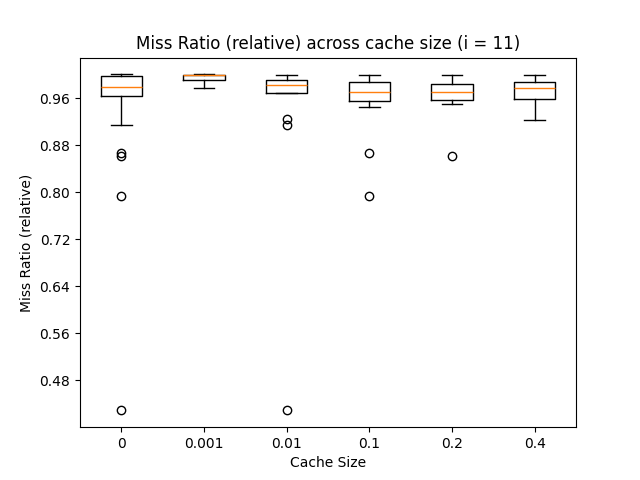 Miss Ratio (relative) across cache size (i = 11)
Miss Ratio (relative)
0.96
0.88
0.80
0.72
0.64
0.56
0.48
0 0.001 0.01 0.1 0.2 0.4
Cache Size